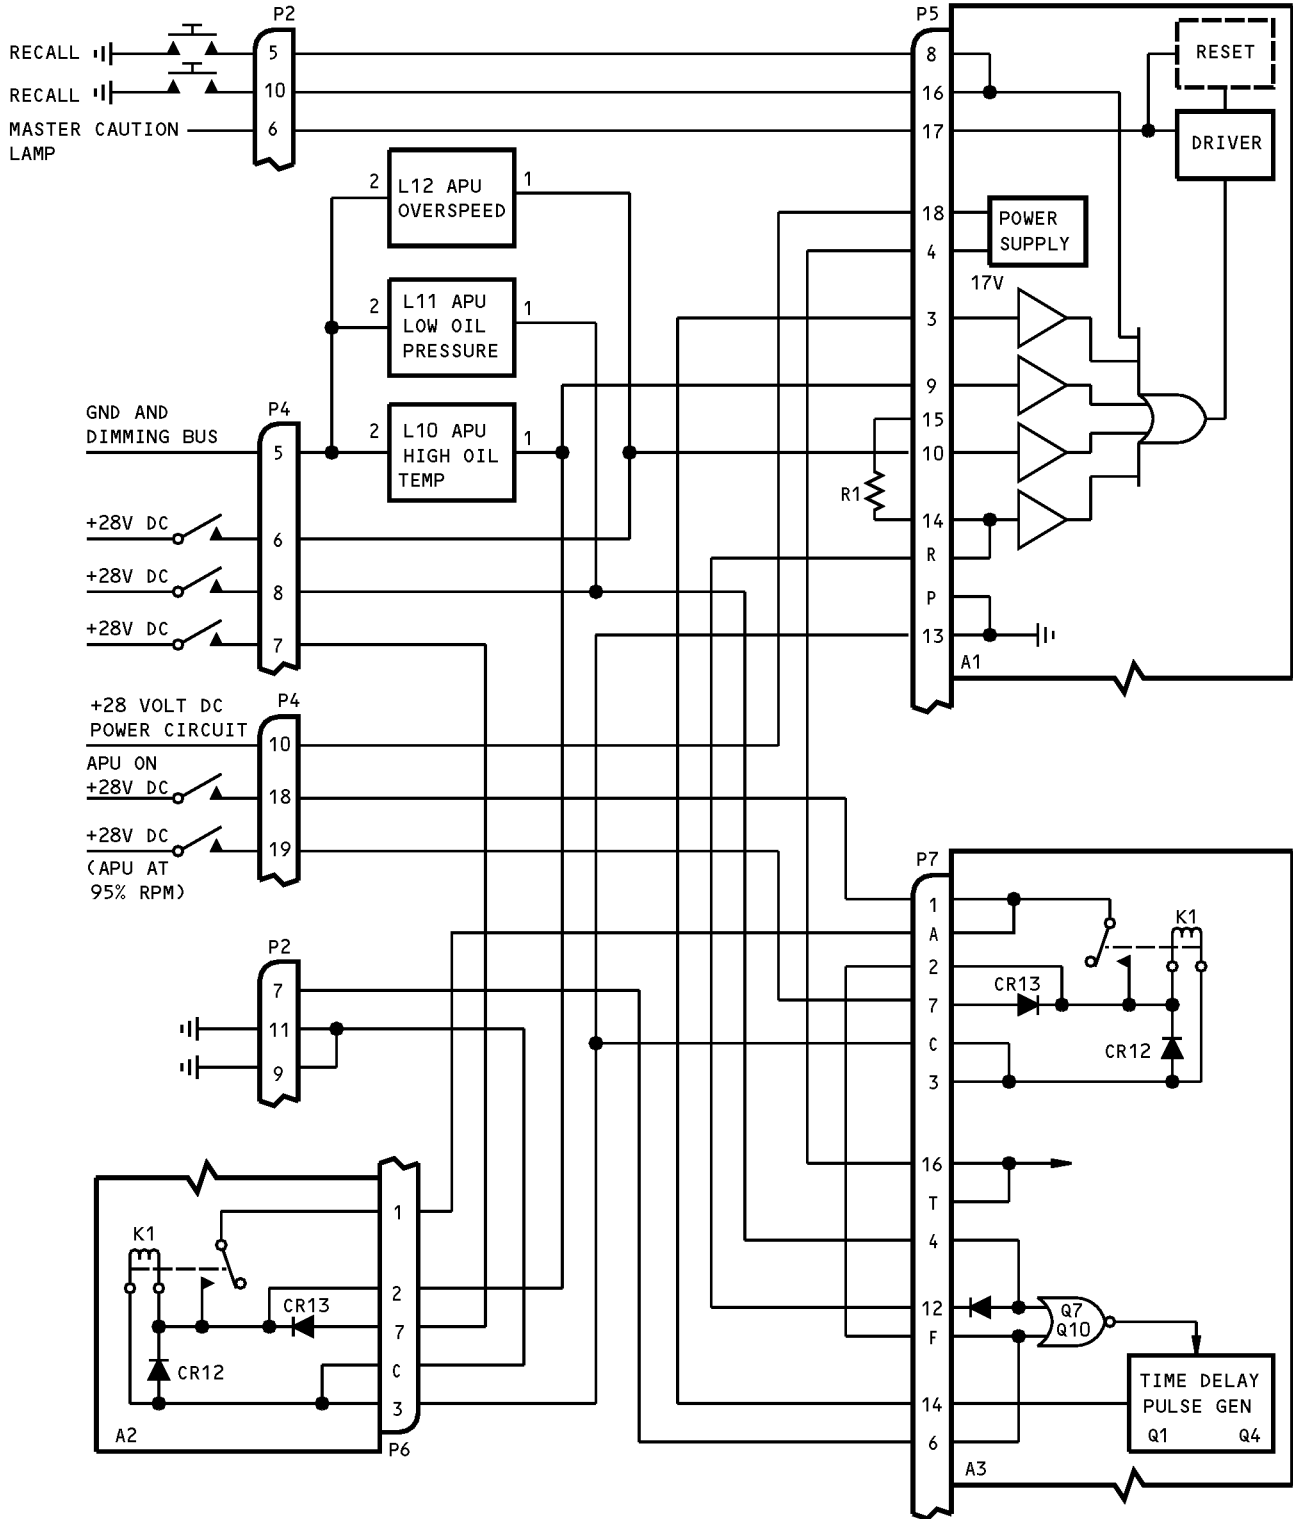 P2
P5
RECALL
5
8
RESET
RECALL
10
16
MASTER CAUTION
LAMP
6
17
DRIVER
2
L12 APU
OVERSPEED
1
18
POWER
SUPPLY
4
17V
2
L11 APU
LOW OIL
PRESSURE
1
3
9
GND AND
DIMMING BUS
P4
5
2
L10 APU
HIGH OIL
TEMP
1
15
10
R1
14
+28V DC
6
R
+28V DC
8
P
+28V DC
7
13
A1
+28 VOLT DC
POWER CIRCUIT
P4
10
APU ON
+28V DC
18
+28V DC
19
(APU AT
95% RPM)
P7
1
A
K1
P2
7
2
CR13
7
11
C
CR12
9
3
16
T
1
K1
4
2
CR13
7
12
Q7
Q10
F
CR12
C
TIME DELAY
PULSE GEN
Q1
Q4
3
14
A2
P6
6
A3